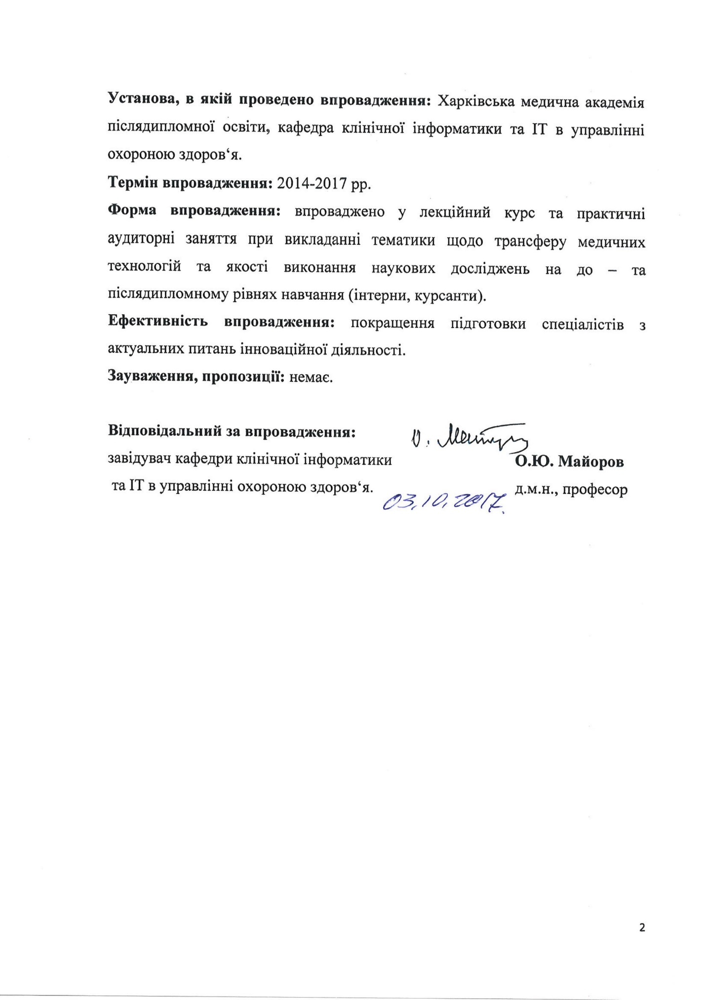 Установа, в якій проведено впровадження: Харківська медична академія
післядипломної освіти, кафедра клінічної інформатики та ІТ в управлінні
охороною здоров‘я.
Термін впровадження: 2014-2017 рр.
Форма впровадження: впроваджено у лекційний курс та практичні
аудиторні заняття при викладанні тематики щодо трансферу медичних
технологій та якості виконання наукових досліджень на до – та
післядипломному рівнях навчання (інтерни, курсанти).
Ефективність впровадження: покращення підготовки спеціалістів з
актуальних питань інноваційної діяльності.
Зауваження, пропозиції: немає.
Відповідальний за впровадження:
завідувач кафедри клінічної інформатики О.Ю. Майоров
та ІТ в управлінні охороною здоров‘я. д.м.н., професор
03.10.2017.
2